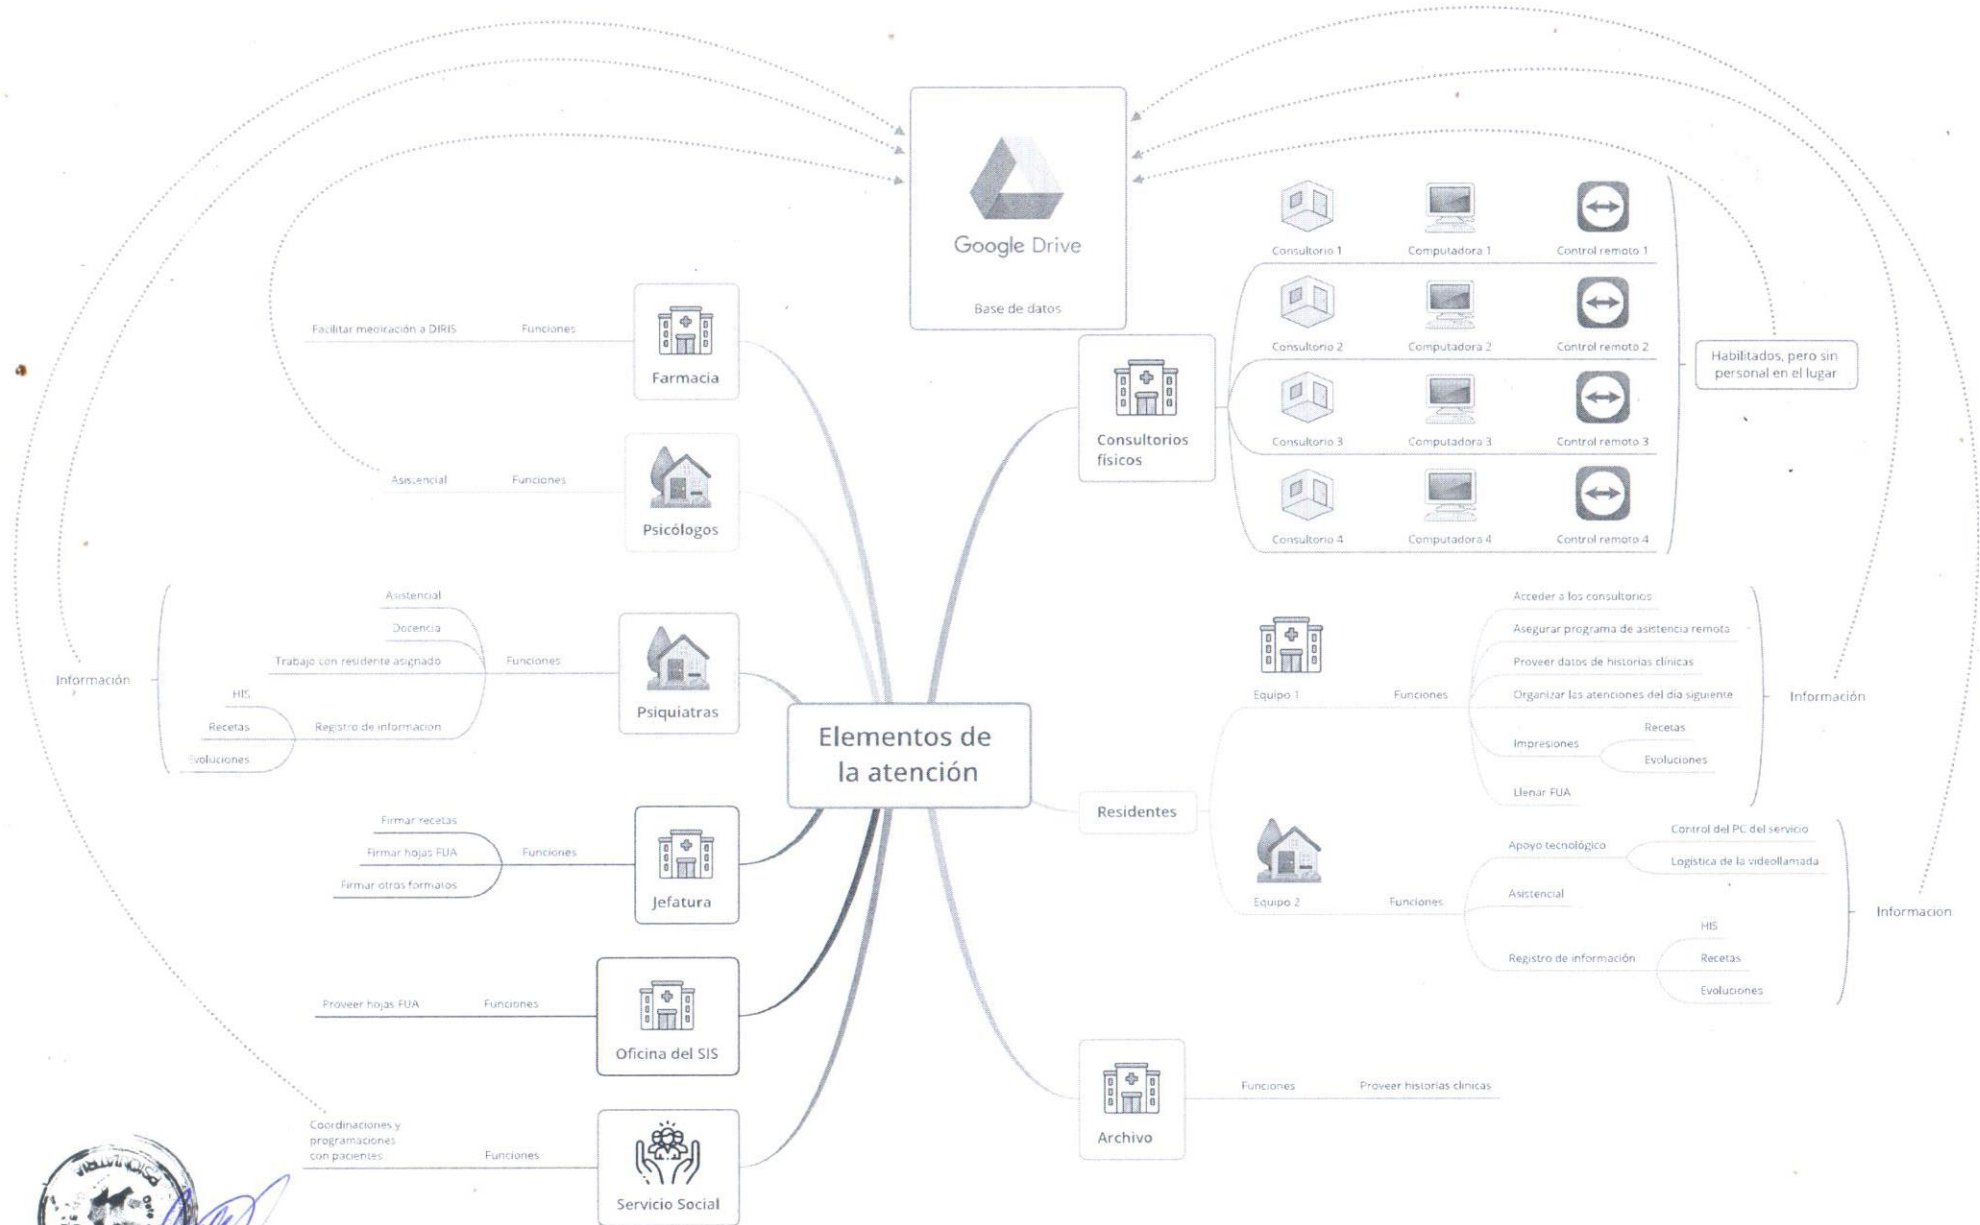 Google Drive
Base de datos
Facilitar medicación a DIRIS
Funciones
Farmacia
Asistencial
Funciones
Psicólogos
Información
Asistencial
Docencia
Trabajo con residente asignado
HIS
Recetas
Evoluciones
Registro de informacion
Funciones
Psiquiatras
Firmar recetas
Firmar hojas FUA
Firmar otros formatos
Funciones
Jefatura
Proveer hojas FUA
Funciones
Oficina del SIS
Coordinaciones y
programaciones
con pacientes
Funciones
Servicio Social
Elementos de
la atención
Consultorios
físicos
Consultorio 1
Computadora 1
Control remoto 1
Consultorio 2
Computadora 2
Control remoto 2
Consultorio 3
Computadora 3
Control remoto 3
Consultorio 4
Computadora 4
Control remoto 4
Habilitados, pero sin
personal en el lugar
Residentes
Equipo 1
Funciones
Acceder a los consultorios
Asegurar programa de asistencia remota
Proveer datos de historias clínicas
Organizar las atenciones del día siguiente
Impresiones
Recetas
Evoluciones
Llenar FUA
Información
Equipo 2
Funciones
Apoyo tecnológico
Control del PC del servicio
Logística de la videollamada
Asistencial
Registro de información
HIS
Recetas
Evoluciones
Informacion
Archivo
Funciones
Proveer historias clinicas
PSIQUIATRIA